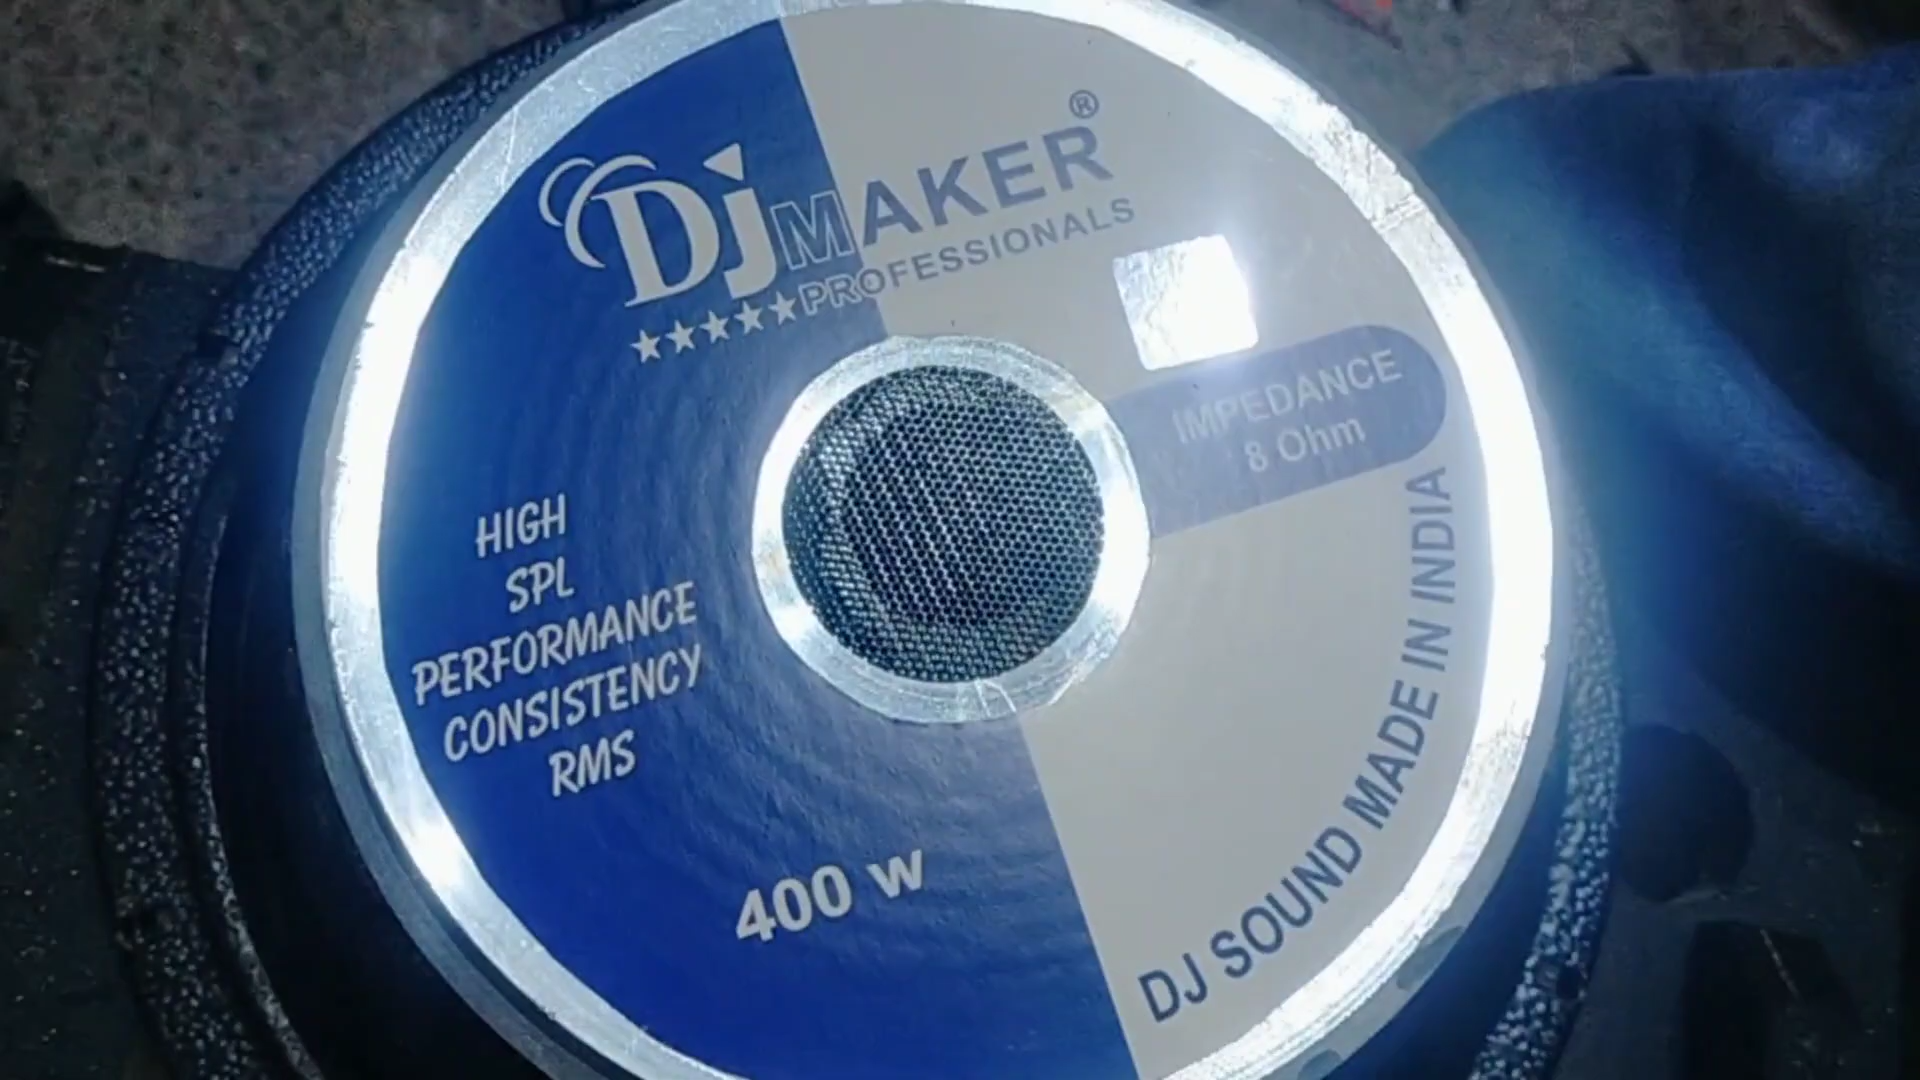 DJ MAKER ®
★★★★★ PROFESSIONALS
IMPEDANCE
8 Ohm
HIGH
SPL
PERFORMANCE
CONSISTENCY
RMS
400 w
DJ SOUND MADE IN INDIA